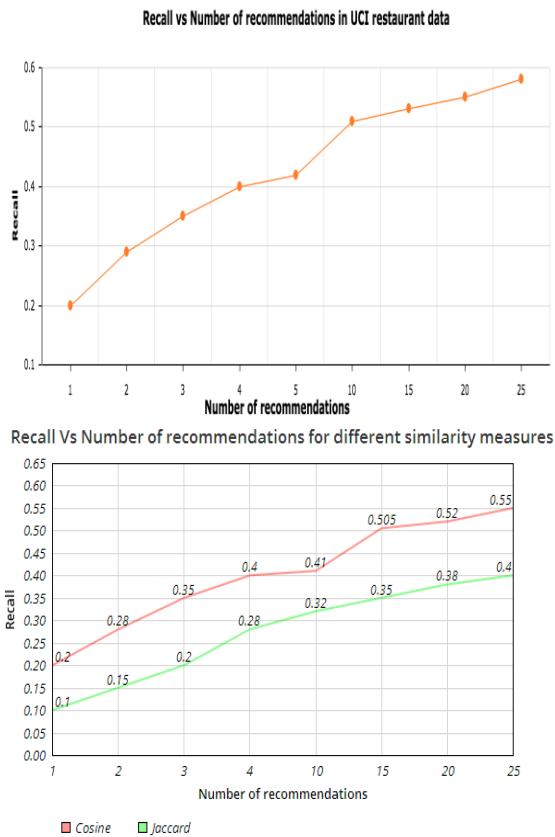 Recall vs Number of recommendations in UCI restaurant data
0.6
0.5
0.4
0.3
0.2
0.1
Recall
1 2 3 4 5 10 15 20 25
Number of recommendations
Recall Vs Number of recommendations for different similarity measures
0.65
0.60
0.55
0.50
0.45
0.40
0.35
0.30
0.25
0.20
0.15
0.10
0.05
0.00
Recall
0.2 0.28 0.35 0.4 0.41 0.505 0.52 0.55
0.1 0.15 0.2 0.28 0.32 0.35 0.38 0.4
1 2 3 4 10 15 20 25
Number of recommendations
Cosine Jaccard